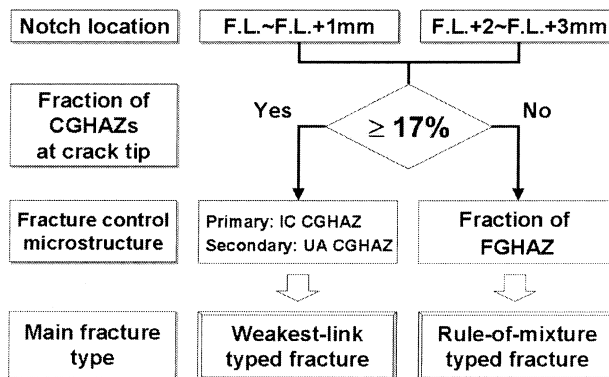 Notch location
F.L.~F.L.+1mm
F.L.+2~F.L.+3mm
Fraction of
CGHAZs
at crack tip
Yes
≥ 17%
No
Fracture control
microstructure
Primary: IC CGHAZ
Secondary: UA CGHAZ
Fraction of
FGHAZ
Main fracture
type
Weakest-link
typed fracture
Rule-of-mixture
typed fracture